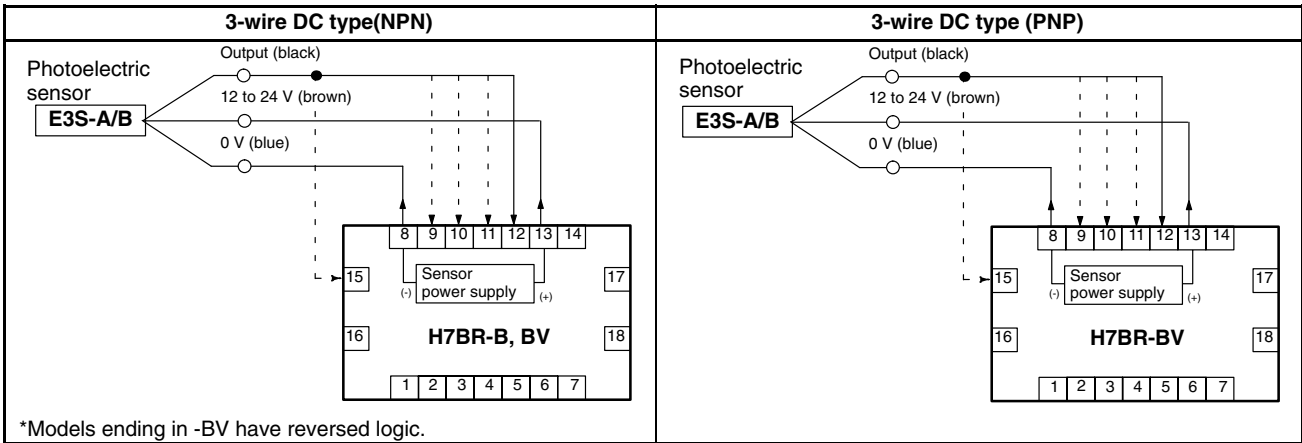 3-wire DC type(NPN)
Output (black)
Photoelectric
sensor
12 to 24 V (brown)
E3S-A/B
0 V (blue)
8 9 10 11 12 13 14
15
Sensor
power supply
(-)
(+)
17
16
H7BR-B, BV
18
1 2 3 4 5 6 7
*Models ending in -BV have reversed logic.
3-wire DC type (PNP)
Output (black)
Photoelectric
sensor
12 to 24 V (brown)
E3S-A/B
0 V (blue)
8 9 10 11 12 13 14
15
Sensor
power supply
(-)
(+)
17
16
H7BR-BV
18
1 2 3 4 5 6 7